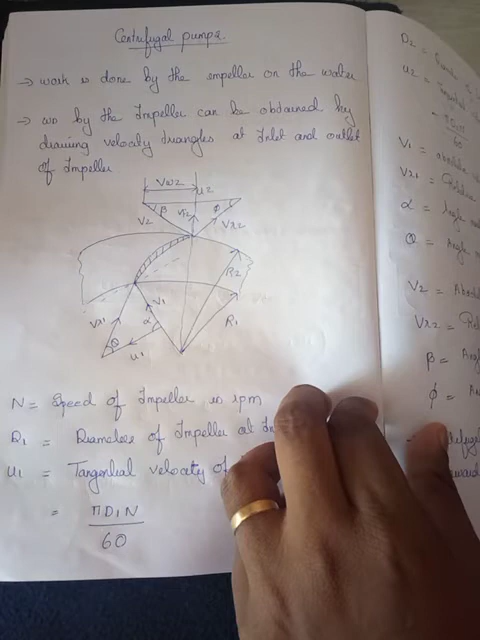 Centrifugal pumps.
→ work is done by the impeller on the water
→ WD by the Impeller can be obtained by
drawing velocity triangles at Inlet and outlet
of Impeller
Vw2
u2
β
V2
Vf2
ϕ
Vr2
R2
R1
Vr1
V1
α
θ
u1
N = Speed of Impeller in rpm
D1 = Diameter of Impeller at
u1 = Tangential velocity of
= πD1N
60
D2 =
u2 =
= πD2N
60
V1 =
Vr1 =
α =
θ =
V2 =
Vr2 =
β =
ϕ =